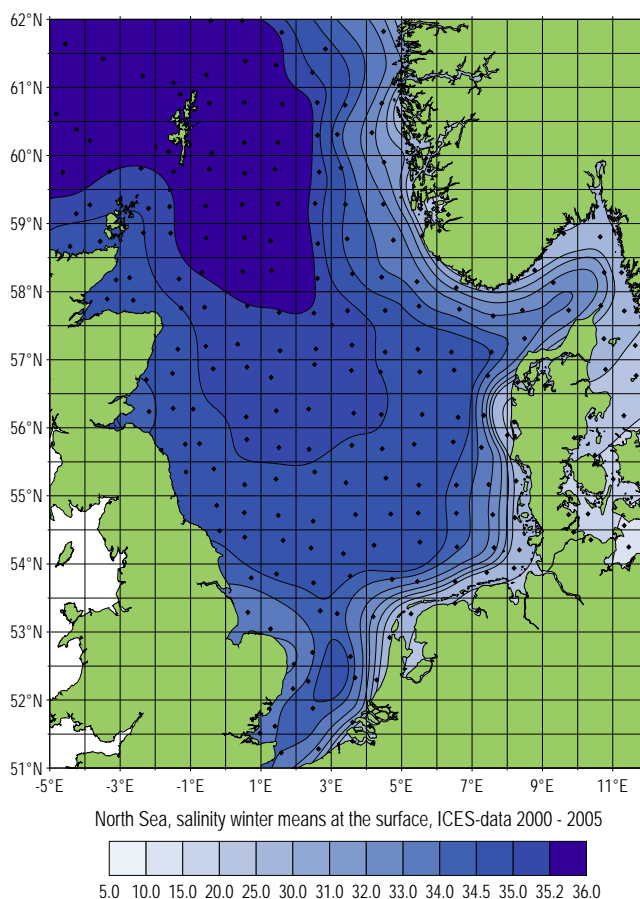 62°N
61°N
60°N
59°N
58°N
57°N
56°N
55°N
54°N
53°N
52°N
51°N
-5°E -3°E -1°E 1°E 3°E 5°E 7°E 9°E 11°E
North Sea, salinity winter means at the surface, ICES-data 2000 - 2005
5.0 10.0 15.0 20.0 30.0 31.0 32.0 33.0 34.0 34.5 35.0 35.2 36.0